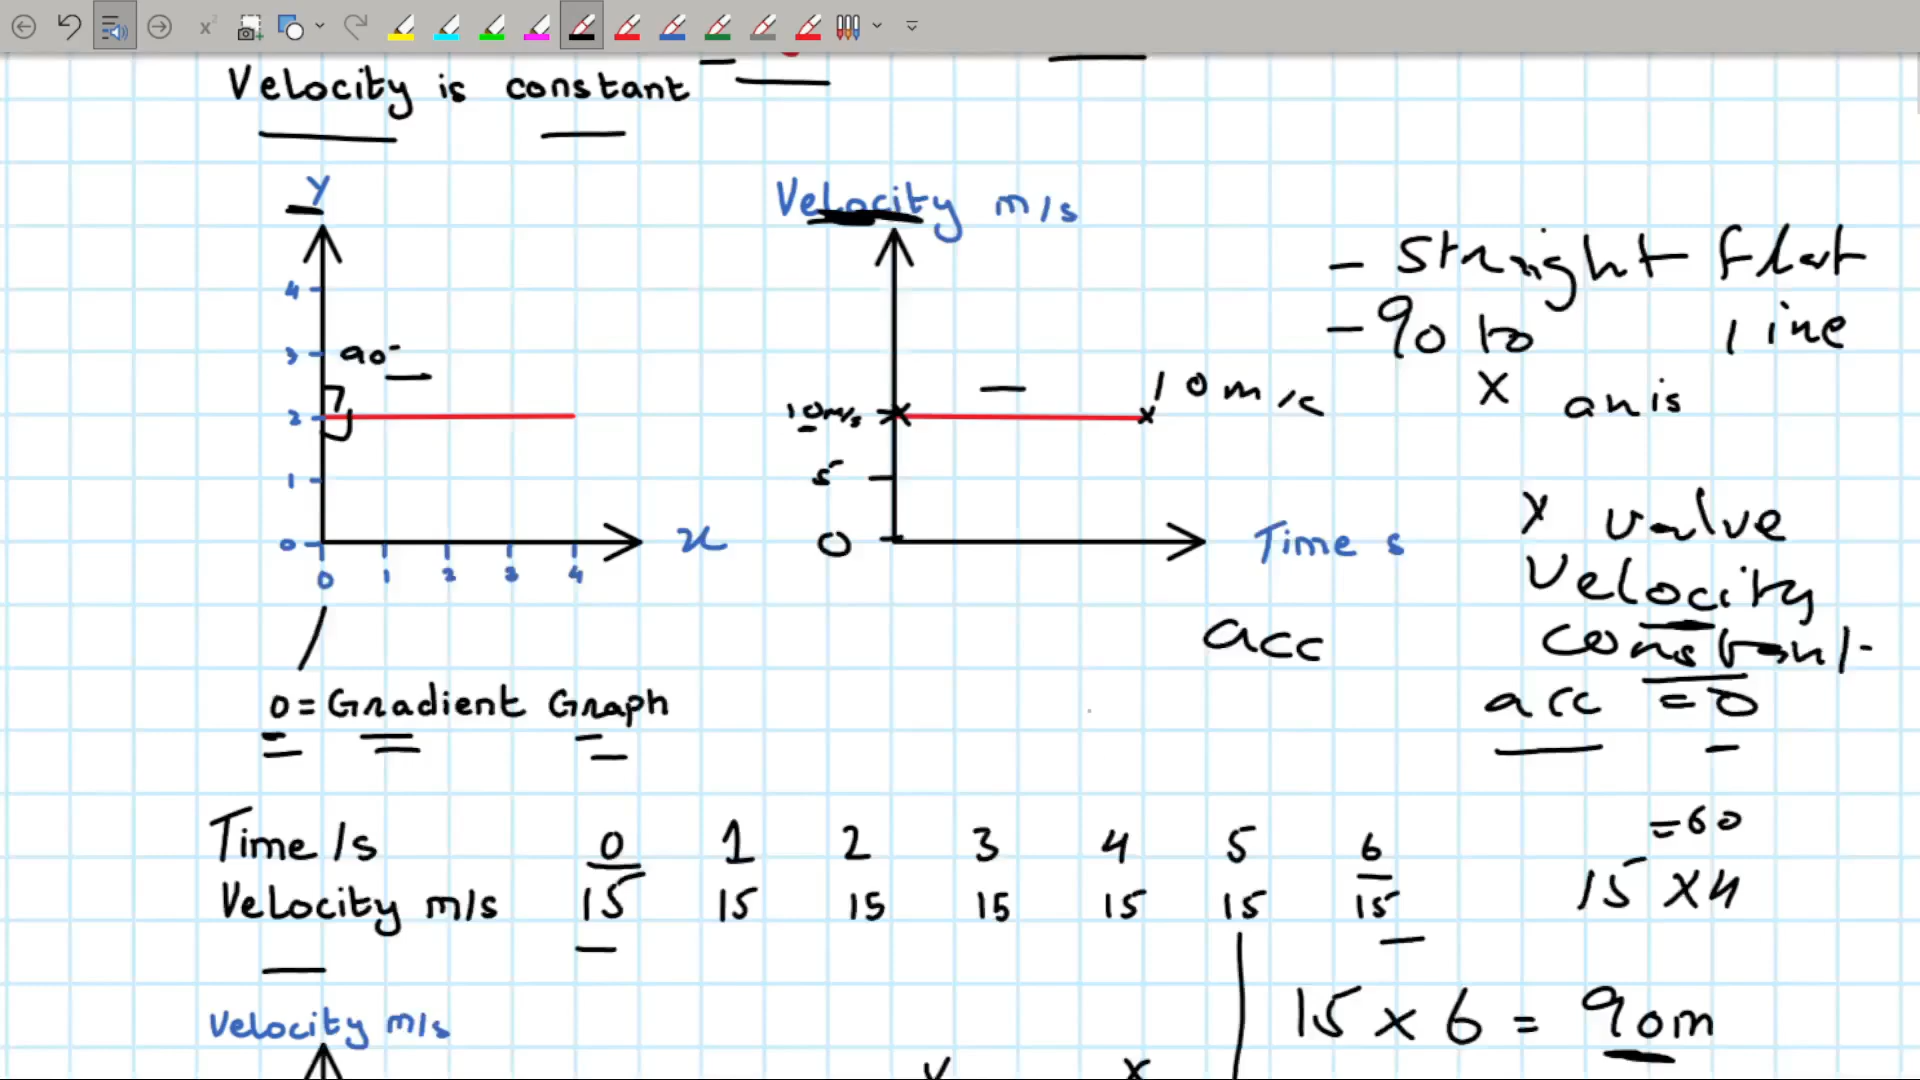 Velocity is constant
Y
4
3
2
1
0
90
0 1 2 3 4
x
Velocity m/s
10m/s
5
0
10m/s
Time s
acc
- Straight flat
line
- 90 to
X axis
X value
Velocity
constant
acc = 0
0 = Gradient Graph
Time /s 0 1 2 3 4 5 6
Velocity m/s 15 15 15 15 15 15 15
= 60
15 X 4
15 x 6 = 90m
Velocity m/s